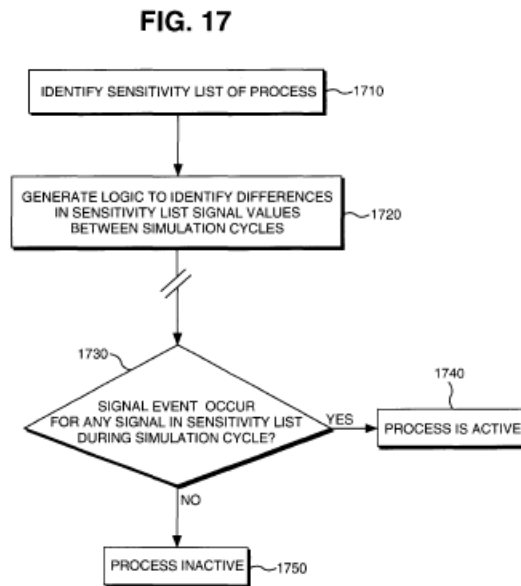 FIG. 17
IDENTIFY SENSITIVITY LIST OF PROCESS
1710
GENERATE LOGIC TO IDENTIFY DIFFERENCES
IN SENSITIVITY LIST SIGNAL VALUES
BETWEEN SIMULATION CYCLES
1720
1730
SIGNAL EVENT OCCUR
FOR ANY SIGNAL IN SENSITIVITY LIST
DURING SIMULATION CYCLE?
YES
1740
PROCESS IS ACTIVE
NO
PROCESS INACTIVE
1750